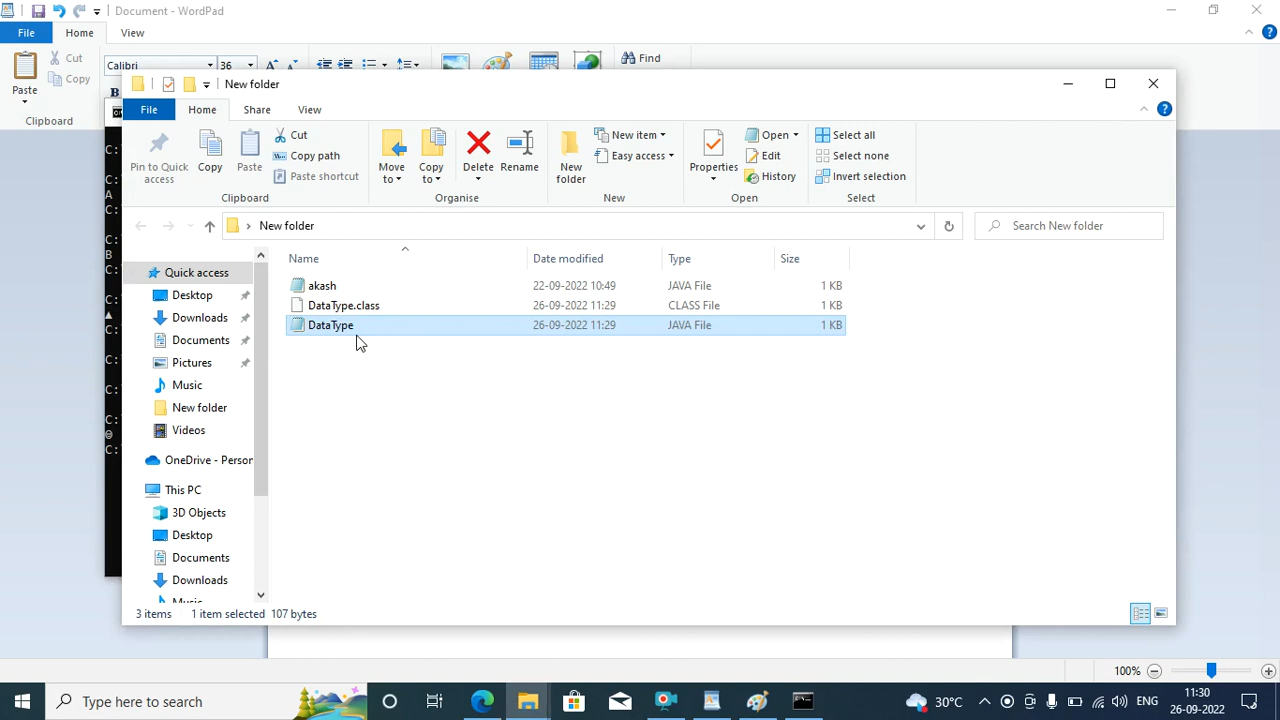 Document - WordPad
File Home View
Paste
Cut
Copy
Calibri 36
B
Find
Clipboard
New folder
File Home Share View
Pin to Quick access
Copy
Paste
Cut
Copy path
Paste shortcut
Move to
Copy to
Delete
Rename
New folder
New item
Easy access
Properties
Open
Edit
History
Select all
Select none
Invert selection
Clipboard Organise New Open Select
New folder
Search New folder
Name Date modified Type Size
akash 22-09-2022 10:49 JAVA File 1 KB
DataType.class 26-09-2022 11:29 CLASS File 1 KB
DataType 26-09-2022 11:29 JAVA File 1 KB
Quick access
Desktop
Downloads
Documents
Pictures
Music
New folder
Videos
OneDrive - Person
This PC
3D Objects
Desktop
Documents
Downloads
C:
A
C:
C:
B
C:
C:
C:
C:
C:
@
C:
3 items 1 item selected 107 bytes
100%
Type here to search
30°C
ENG
11:30
26-09-2022